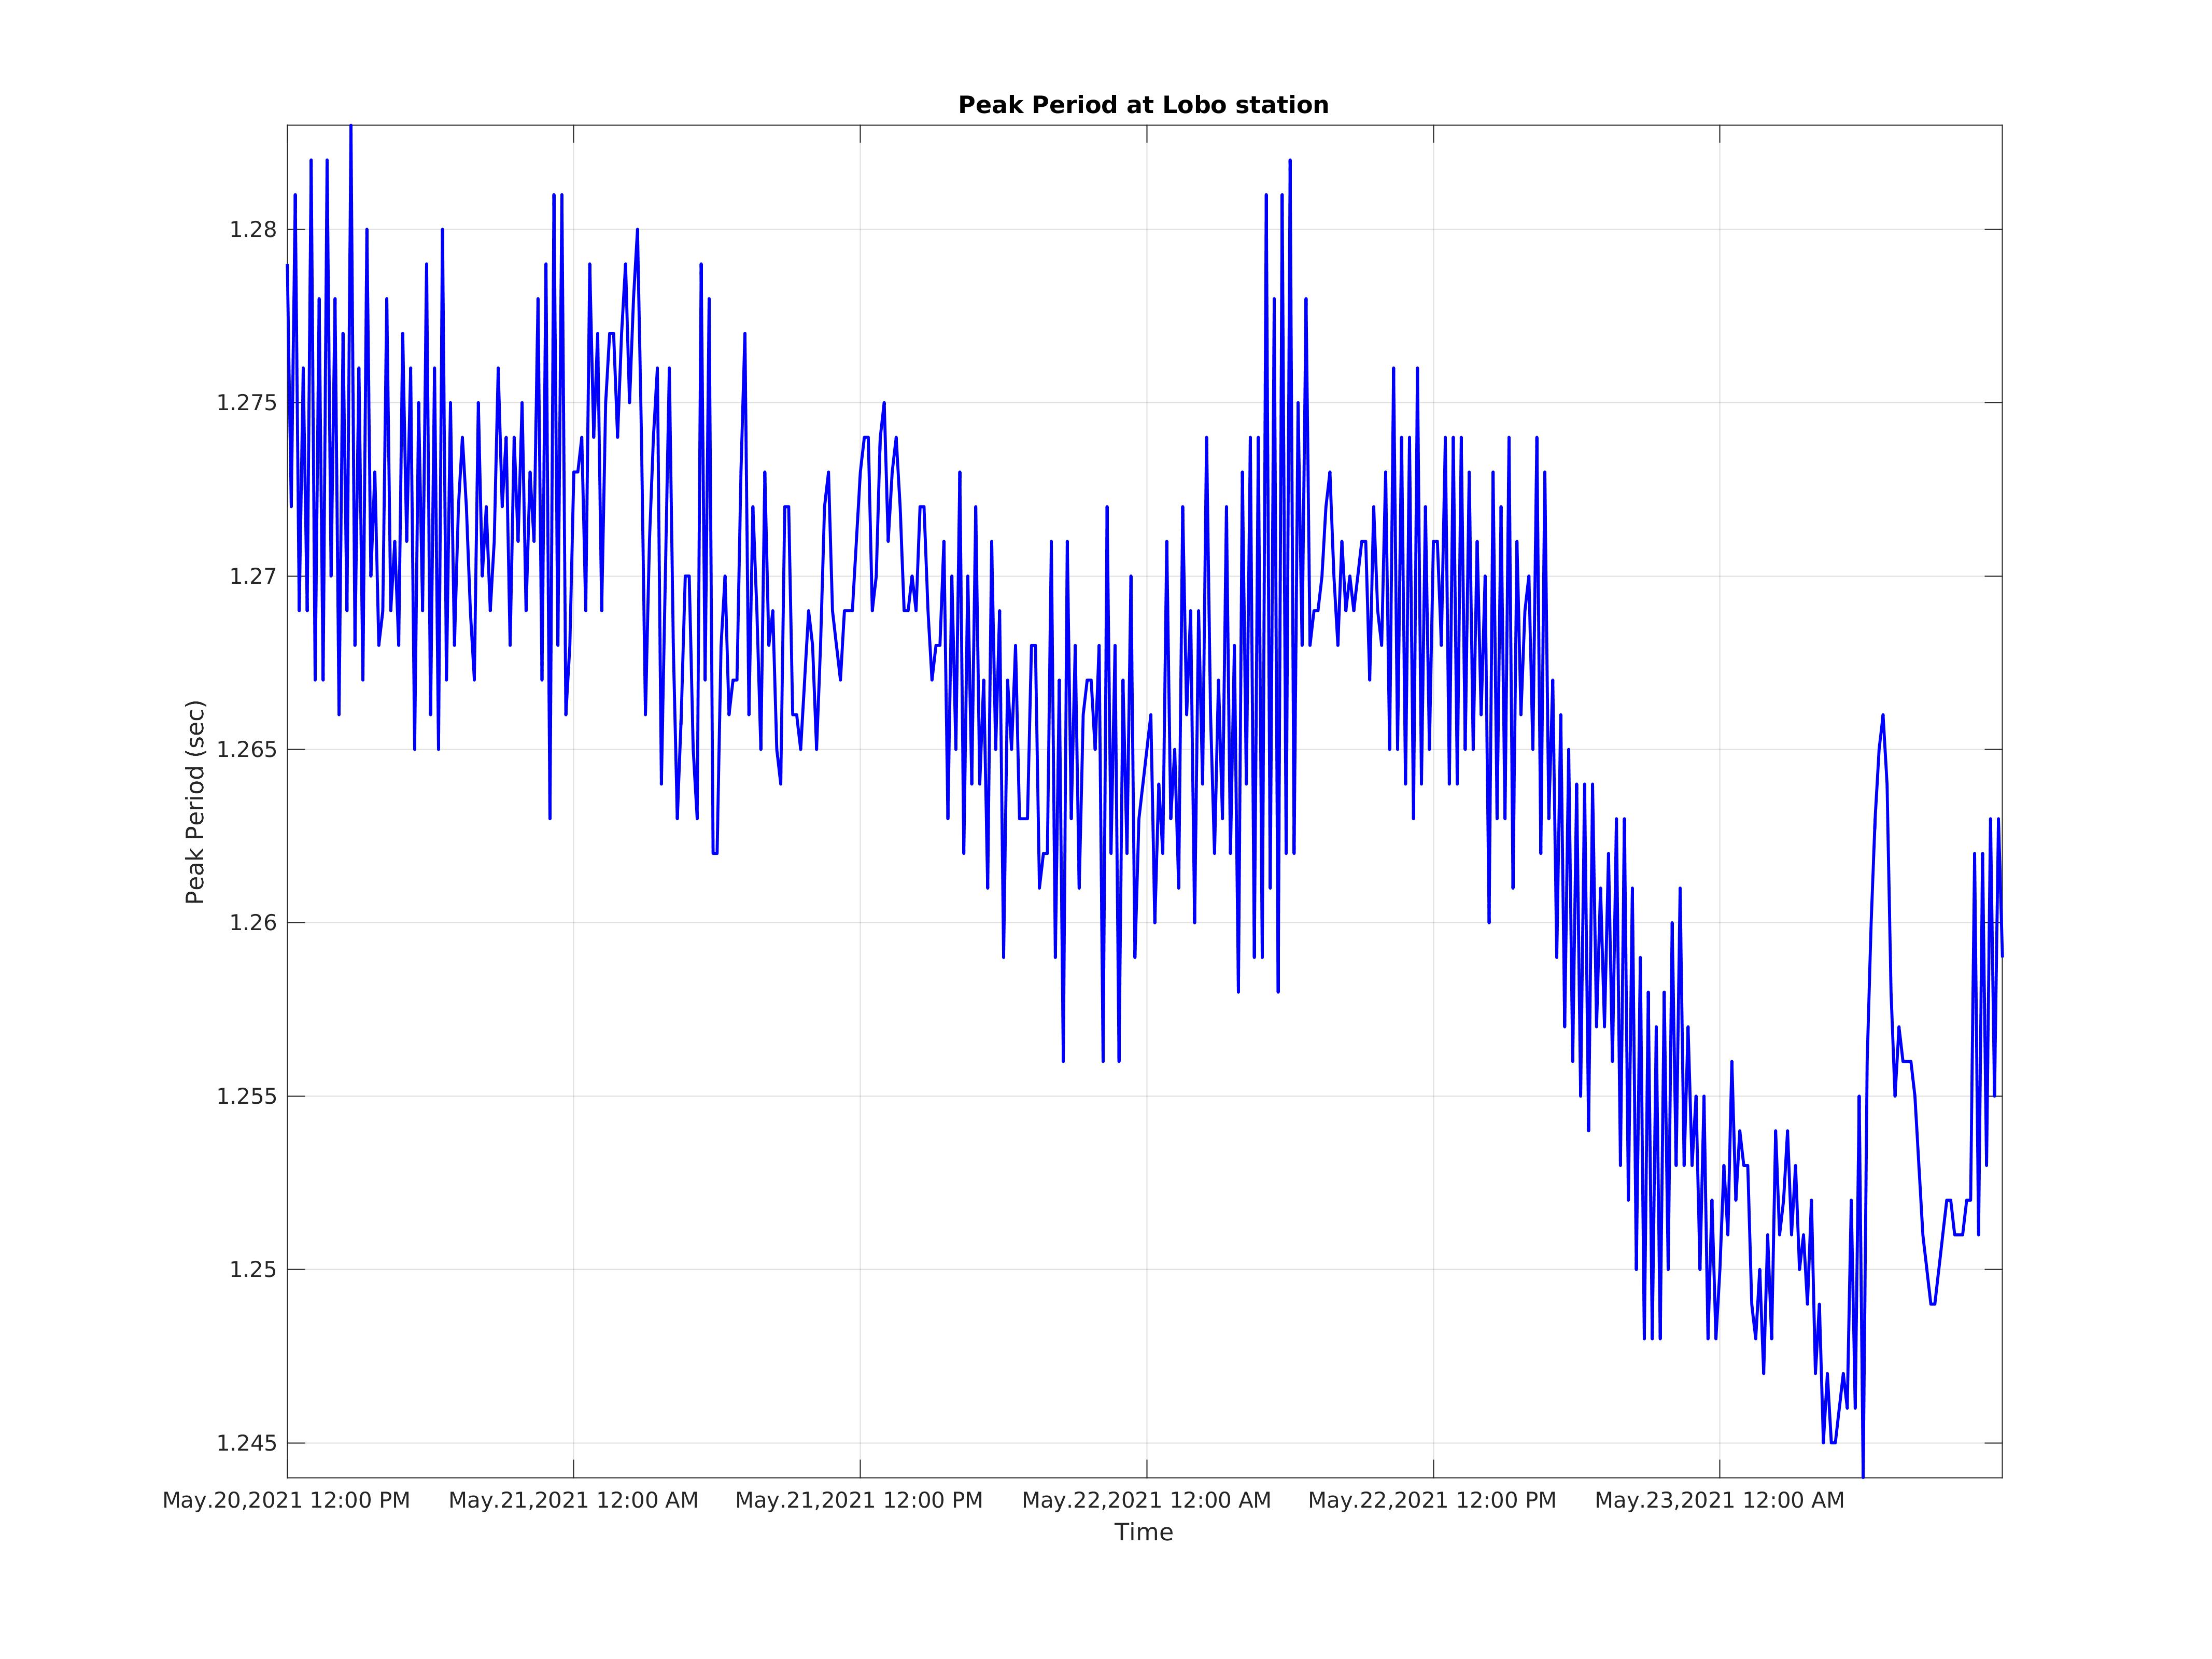 Peak Period at Lobo station
1.28
1.275
1.27
1.265
1.26
1.255
1.25
1.245
Peak Period (sec)
May.20,2021 12:00 PM May.21,2021 12:00 AM May.21,2021 12:00 PM May.22,2021 12:00 AM May.22,2021 12:00 PM May.23,2021 12:00 AM
Time